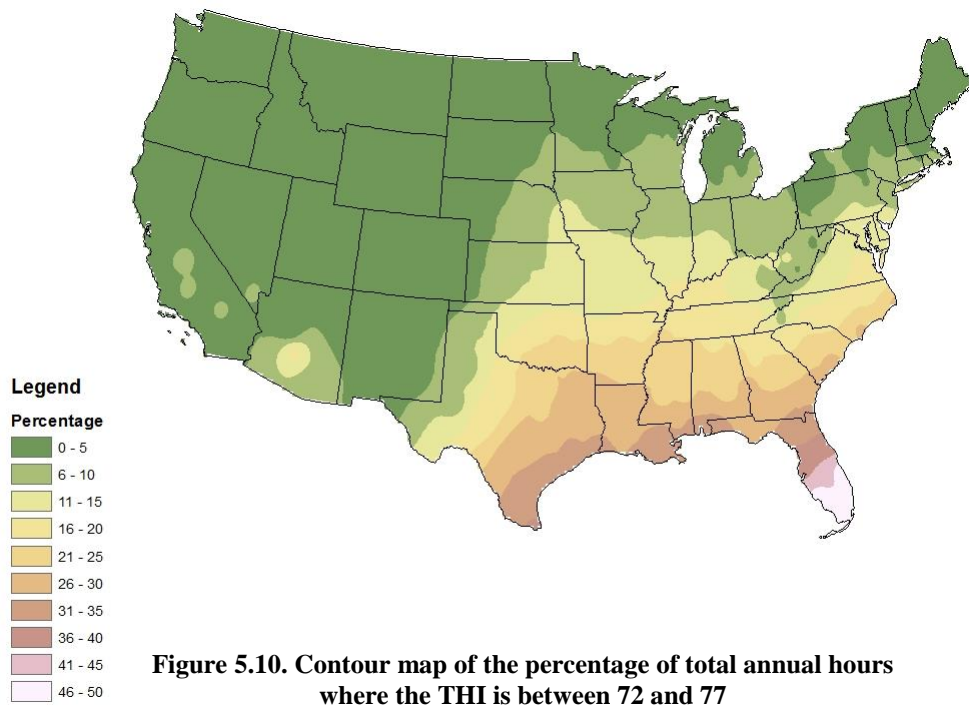 Legend
Percentage
0 - 5
6 - 10
11 - 15
16 - 20
21 - 25
26 - 30
31 - 35
36 - 40
41 - 45
46 - 50
Figure 5.10. Contour map of the percentage of total annual hours
where the THI is between 72 and 77